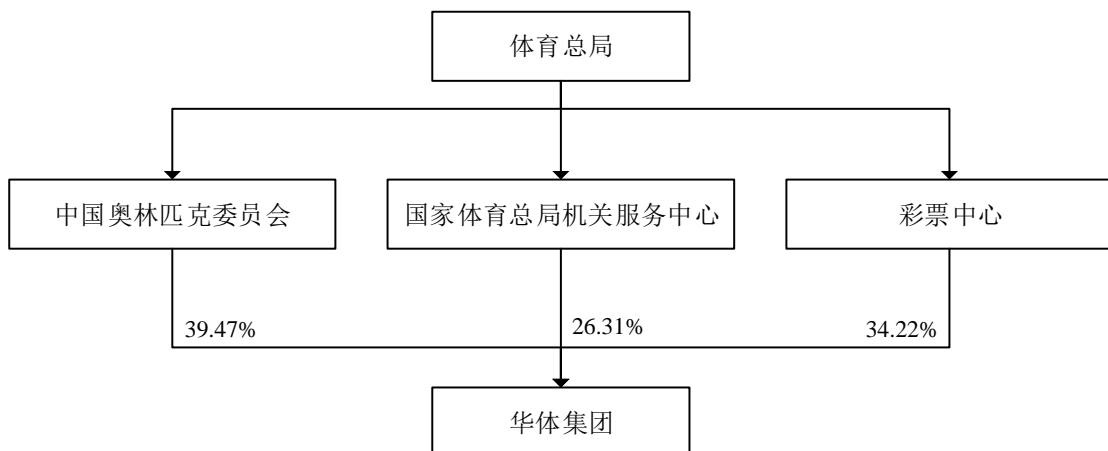 体育总局
中国奥林匹克委员会
国家体育总局机关服务中心
彩票中心
39.47%
26.31%
34.22%
华体集团